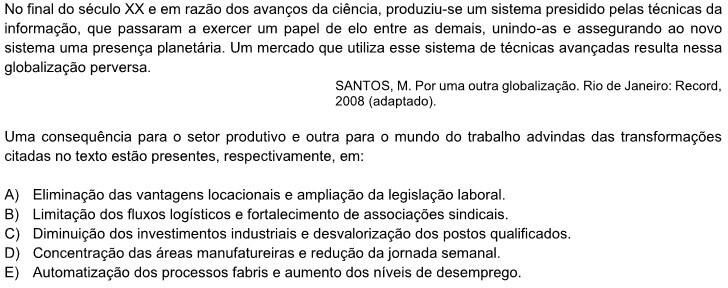 No final do século XX e em razão dos avanços da ciência, produziu-se um sistema presidido pelas técnicas da
informação, que passaram a exercer um papel de elo entre as demais, unindo-as e assegurando ao novo
sistema uma presença planetária. Um mercado que utiliza esse sistema de técnicas avançadas resulta nessa
globalização perversa.
SANTOS, M. Por uma outra globalização. Rio de Janeiro: Record,
2008 (adaptado).
Uma consequência para o setor produtivo e outra para o mundo do trabalho advindas das transformações
citadas no texto estão presentes, respectivamente, em:
A) Eliminação das vantagens locacionais e ampliação da legislação laboral.
B) Limitação dos fluxos logísticos e fortalecimento de associações sindicais.
C) Diminuição dos investimentos industriais e desvalorização dos postos qualificados.
D) Concentração das áreas manufatureiras e redução da jornada semanal.
E) Automatização dos processos fabris e aumento dos níveis de desemprego.